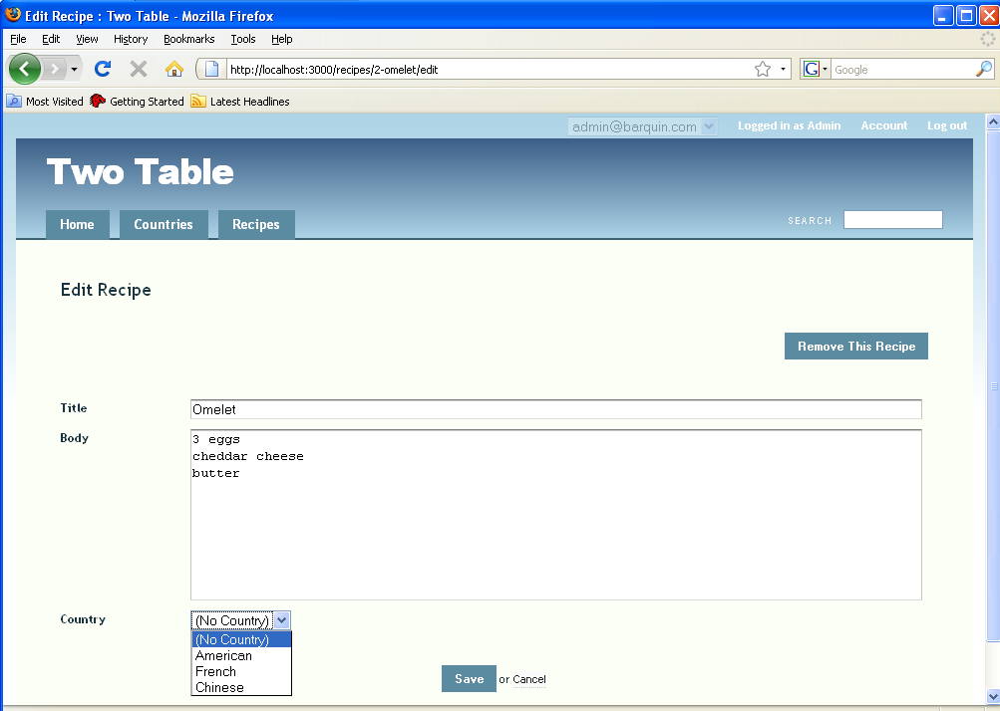 Edit Recipe : Two Table - Mozilla Firefox
File Edit View History Bookmarks Tools Help
http://localhost:3000/recipes/2-omelet/edit G Google
Most Visited Getting Started Latest Headlines
admin@barquin.com Logged in as Admin Account Log out
Two Table
Home Countries Recipes SEARCH
Edit Recipe
Remove This Recipe
Title Omelet
Body 3 eggs
cheddar cheese
butter
Country (No Country)
(No Country)
American
French
Chinese
Save or Cancel